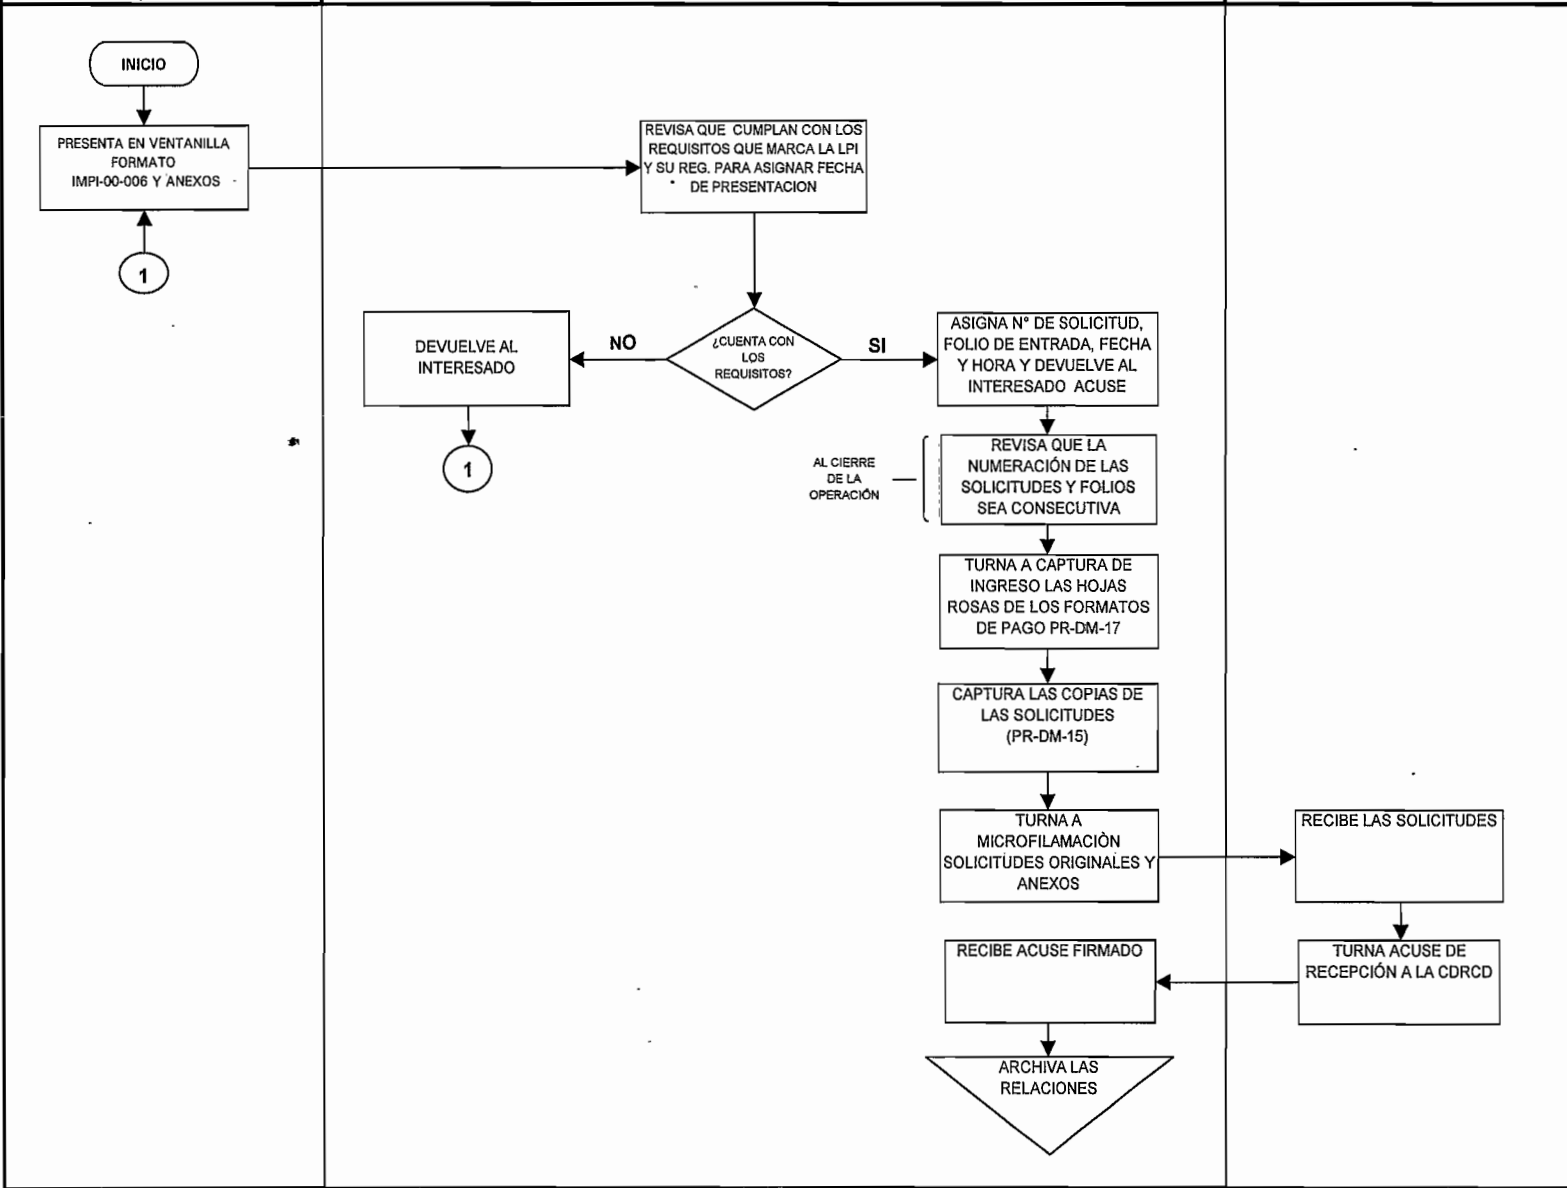 INICIO
PRESENTA EN VENTANILLA
FORMATO
IMPI-00-006 Y ANEXOS
1
REVISA QUE CUMPLAN CON LOS
REQUISITOS QUE MARCA LA LPI
Y SU REG. PARA ASIGNAR FECHA
DE PRESENTACION
¿CUENTA CON
LOS
REQUISITOS?
NO
DEVUELVE AL
INTERESADO
1
SI
ASIGNA Nº DE SOLICITUD,
FOLIO DE ENTRADA, FECHA
Y HORA Y DEVUELVE AL
INTERESADO ACUSE
AL CIERRE
DE LA
OPERACIÓN
REVISA QUE LA
NUMERACIÓN DE LAS
SOLICITUDES Y FOLIOS
SEA CONSECUTIVA
TURNA A CAPTURA DE
INGRESO LAS HOJAS
ROSAS DE LOS FORMATOS
DE PAGO PR-DM-17
CAPTURA LAS COPIAS DE
LAS SOLICITUDES
(PR-DM-15)
TURNA A
MICROFILAMACIÒN
SOLICITUDES ORIGINALES Y
ANEXOS
RECIBE LAS SOLICITUDES
TURNA ACUSE DE
RECEPCIÓN A LA CDRCD
RECIBE ACUSE FIRMADO
ARCHIVA LAS
RELACIONES